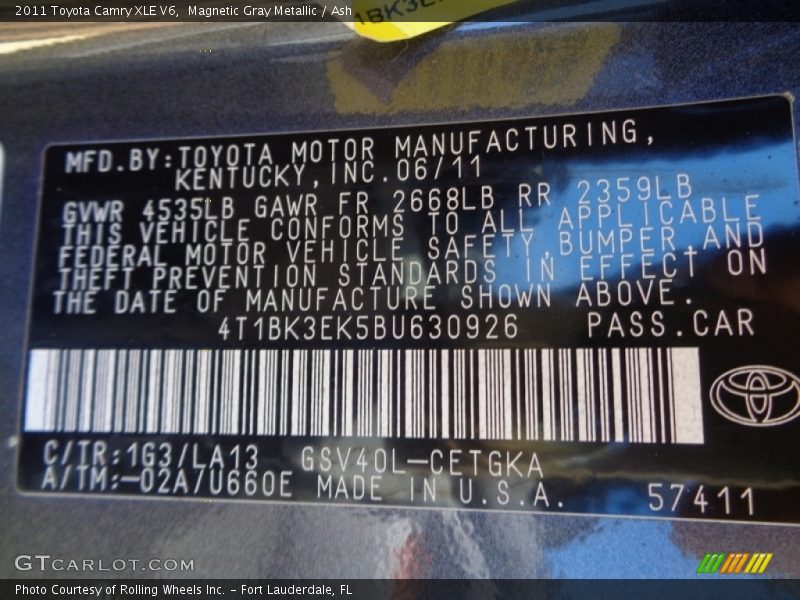 2011 Toyota Camry XLE V6,  Magnetic Gray Metallic / Ash
1BK3E
MFD.BY:TOYOTA MOTOR MANUFACTURING,
KENTUCKY,INC.06/11
GVWR 4535LB GAWR FR 2668LB RR 2359LB
THIS VEHICLE CONFORMS TO ALL APPLICABLE
FEDERAL MOTOR VEHICLE SAFETY,BUMPER,AND
THEFT PREVENTION STANDARDS IN EFFECT ON
THE DATE OF MANUFACTURE SHOWN ABOVE.
4T1BK3EK5BU630926 PASS.CAR
C/TR:1G3/LA13 GSV40L-CETGKA
A/TM:-02A/U660E MADE IN U.S.A. 57411
GTCARLOT.COM
Photo Courtesy of Rolling Wheels Inc. – Fort Lauderdale, FL